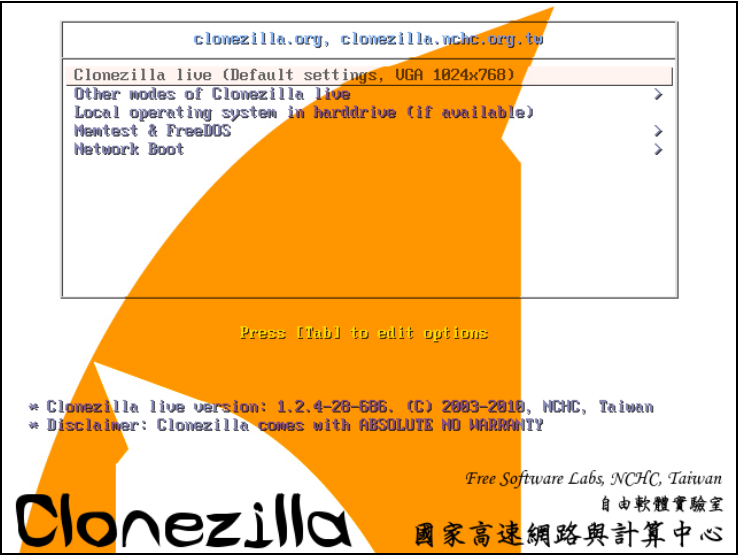 clonezilla.org, clonezilla.nchc.org.tw
Clonezilla live (Default settings, VGA 1024x768)
Other modes of Clonezilla live >
Local operating system in harddrive (if available)
Memtest & FreeDOS >
Network Boot >
Press [Tab] to edit options
* Clonezilla live version: 1.2.4-28-686. (C) 2003-2010, NCHC, Taiwan
* Disclaimer: Clonezilla comes with ABSOLUTE NO WARRANTY
Free Software Labs, NCHC, Taiwan
自由軟體實驗室
Clonezilla 國家高速網路與計算中心